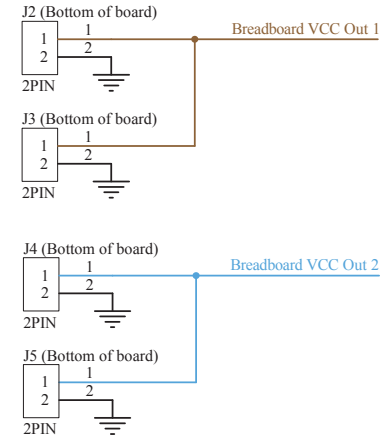 J2 (Bottom of board)
1 1 Breadboard VCC Out 1
2 2
2PIN
J3 (Bottom of board)
1 1
2 2
2PIN
J4 (Bottom of board)
1 1 Breadboard VCC Out 2
2 2
2PIN
J5 (Bottom of board)
1 1
2 2
2PIN